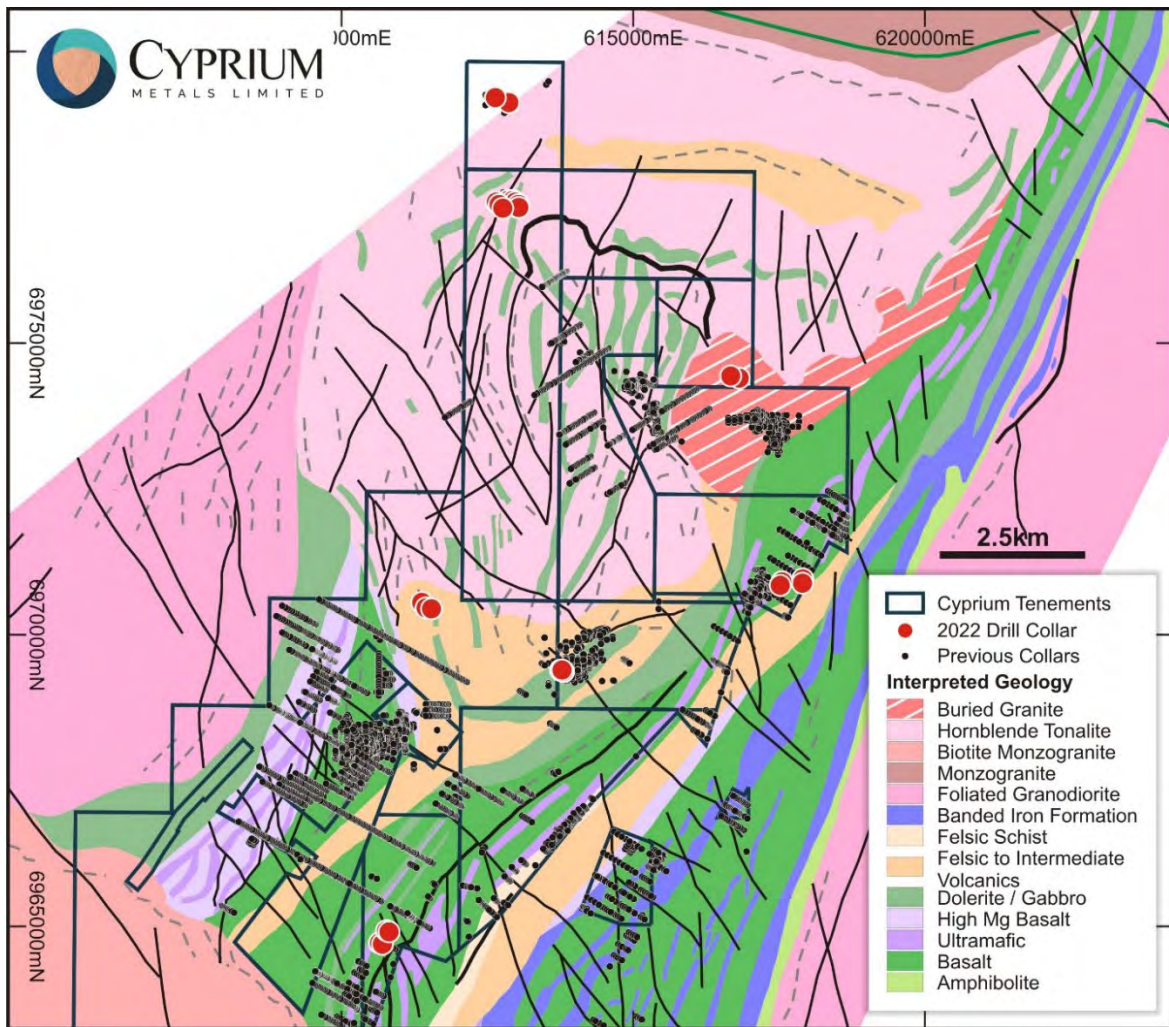 CYPRIUM
METALS LIMITED
000mE
615000mE
620000mE
6975000mN
6970000mN
6965000mN
2.5km
Cyprium Tenements
2022 Drill Collar
Previous Collars
Interpreted Geology
Buried Granite
Hornblende Tonalite
Biotite Monzogranite
Monzogranite
Foliated Granodiorite
Banded Iron Formation
Felsic Schist
Felsic to Intermediate
Volcanics
Dolerite / Gabbro
High Mg Basalt
Ultramafic
Basalt
Amphibolite